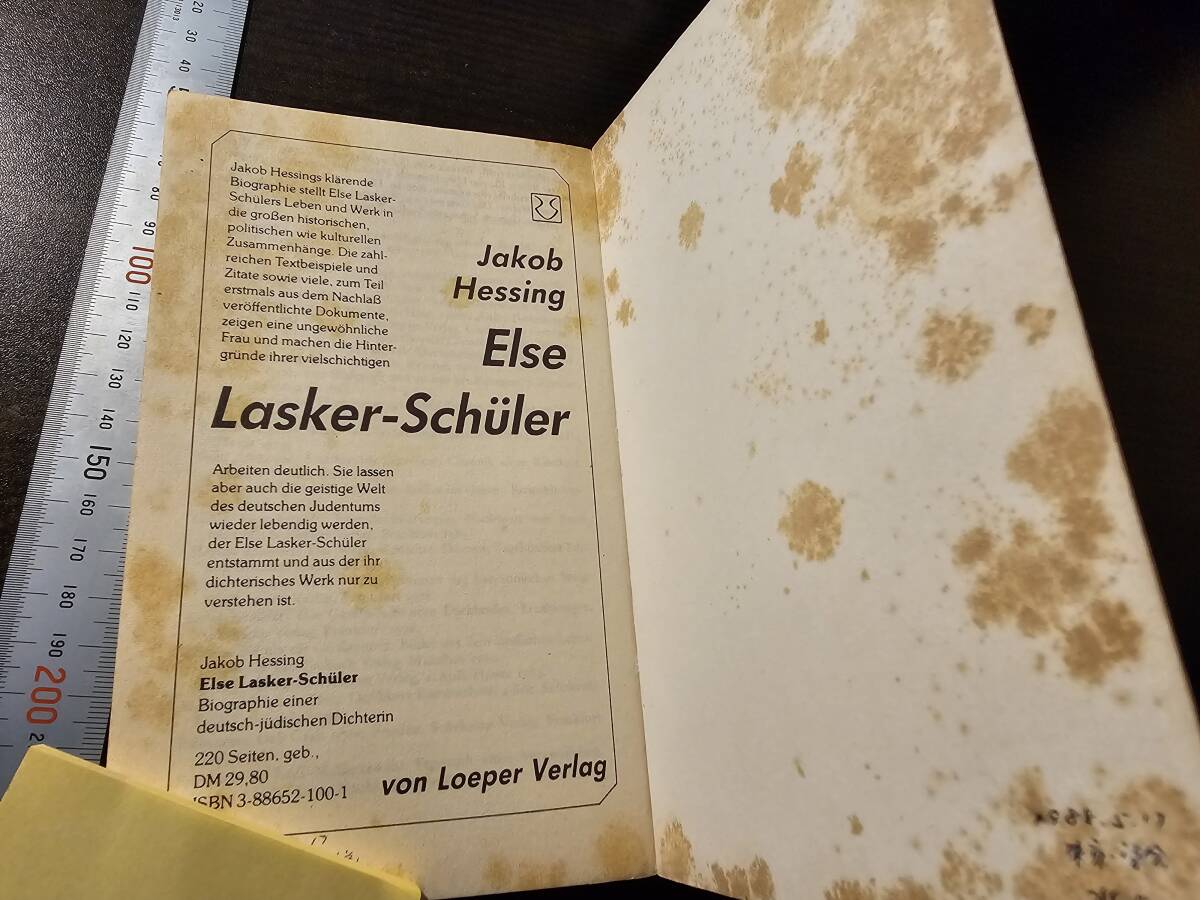 Jakob Hessings klärende
Biographie stellt Else Lasker-
Schülers Leben und Werk in
die großen historischen,
politischen wie kulturellen
Zusammenhänge. Die zahl-
reichen Textbeispiele und
Zitate sowie viele, zum Teil
erstmals aus dem Nachlaß
veröffentlichte Dokumente,
zeigen eine ungewöhnliche
Frau und machen die Hinter-
gründe ihrer vielschichtigen
Jakob
Hessing
Else
Lasker-Schüler
Arbeiten deutlich. Sie lassen
aber auch die geistige Welt
des deutschen Judentums
wieder lebendig werden,
der Else Lasker-Schüler
entstammt und aus der ihr
dichterisches Werk nur zu
verstehen ist.
Jakob Hessing
Else Lasker-Schüler
Biographie einer
deutsch-jüdischen Dichterin
220 Seiten, geb.,
DM 29,80
ISBN 3-88652-100-1
von Loeper Verlag
20
30
40
80
90
100
110
120
130
140
150
160
170
180
190
200